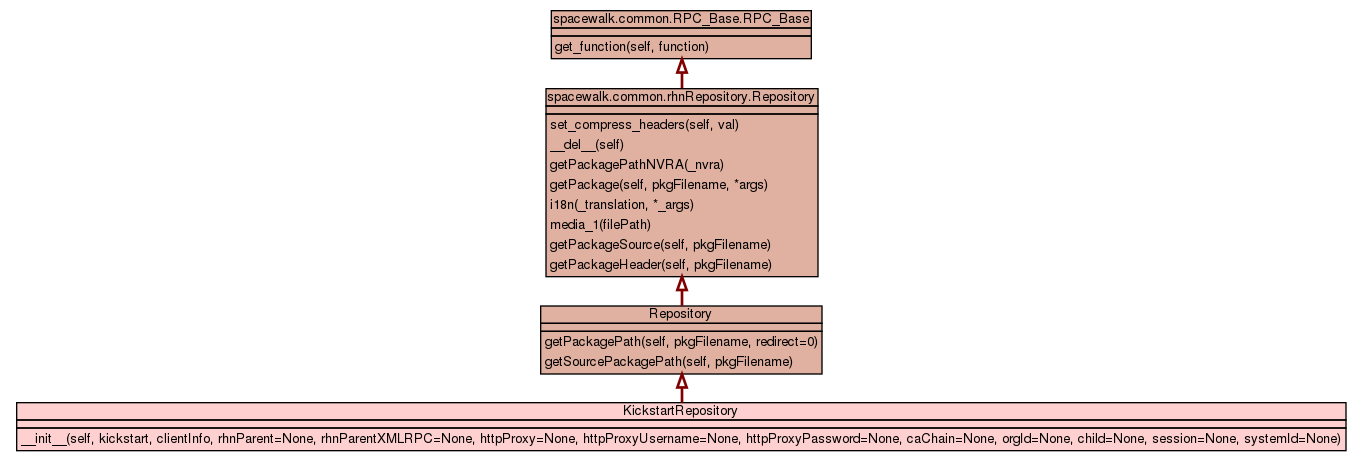 spacewalk.common.RPC_Base.RPC_Base
get_function(self, function)
spacewalk.common.rhnRepository.Repository
set_compress_headers(self, val)
__del__(self)
getPackagePathNVRA(_nvra)
getPackage(self, pkgFilename, *args)
i18n(_translation, *_args)
media_1(filePath)
getPackageSource(self, pkgFilename)
getPackageHeader(self, pkgFilename)
Repository
getPackagePath(self, pkgFilename, redirect=0)
getSourcePackagePath(self, pkgFilename)
KickstartRepository
__init__(self, kickstart, clientInfo, rhnParent=None, rhnParentXMLRPC=None, httpProxy=None, httpProxyUsername=None, httpProxyPassword=None, caChain=None, orgId=None, child=None, session=None, systemId=None)